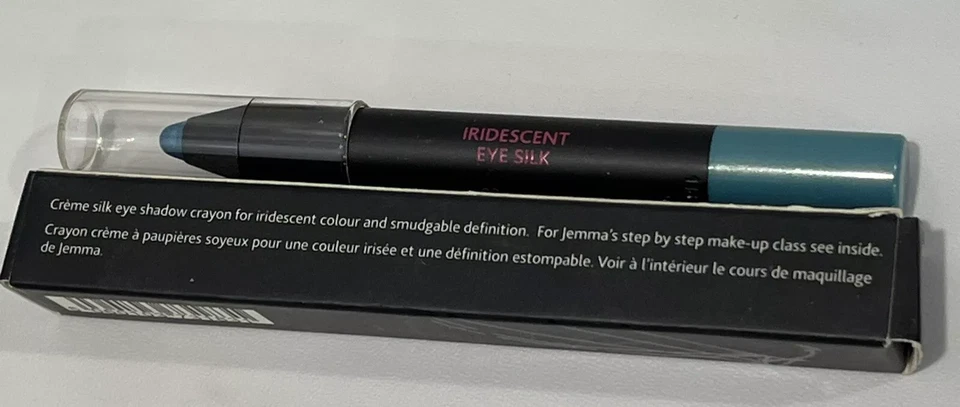 IRIDESCENT
EYE SILK
Crème silk eye shadow crayon for iridescent colour and smudgable definition. For Jemma's step by step make-up class see inside.
Crayon crème à paupières soyeux pour une couleur irisée et une définition estompable. Voir à l'intérieur le cours de maquillage
de Jemma.